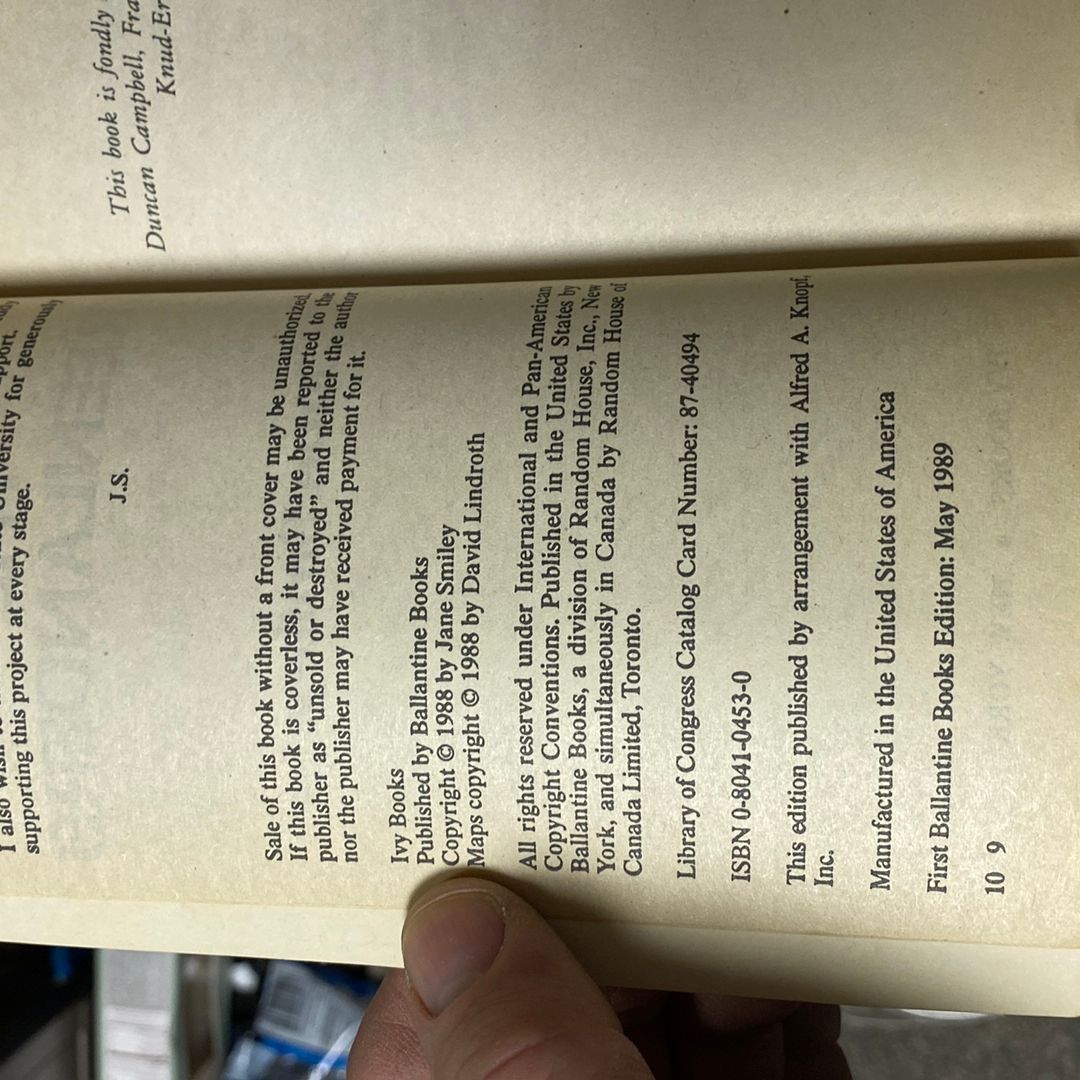 This book is fondly
Duncan Campbell,
Knud-Er
I also
University for generously
supporting this project at every stage.
J.S.
Sale of this book without a front cover may be unauthorized.
If this book is coverless, it may have been reported to the
publisher as “unsold or destroyed” and neither the author
nor the publisher may have received payment for it.
Ivy Books
Published by Ballantine Books
Copyright © 1988 by Jane Smiley
Maps copyright © 1988 by David Lindroth
All rights reserved under International and Pan-American
Copyright Conventions. Published in the United States by
Ballantine Books, a division of Random House, Inc., New
York, and simultaneously in Canada by Random House of
Canada Limited, Toronto.
Library of Congress Catalog Card Number: 87-40494
ISBN 0-8041-0453-0
This edition published by arrangement with Alfred A. Knopf,
Inc.
Manufactured in the United States of America
First Ballantine Books Edition: May 1989
10 9